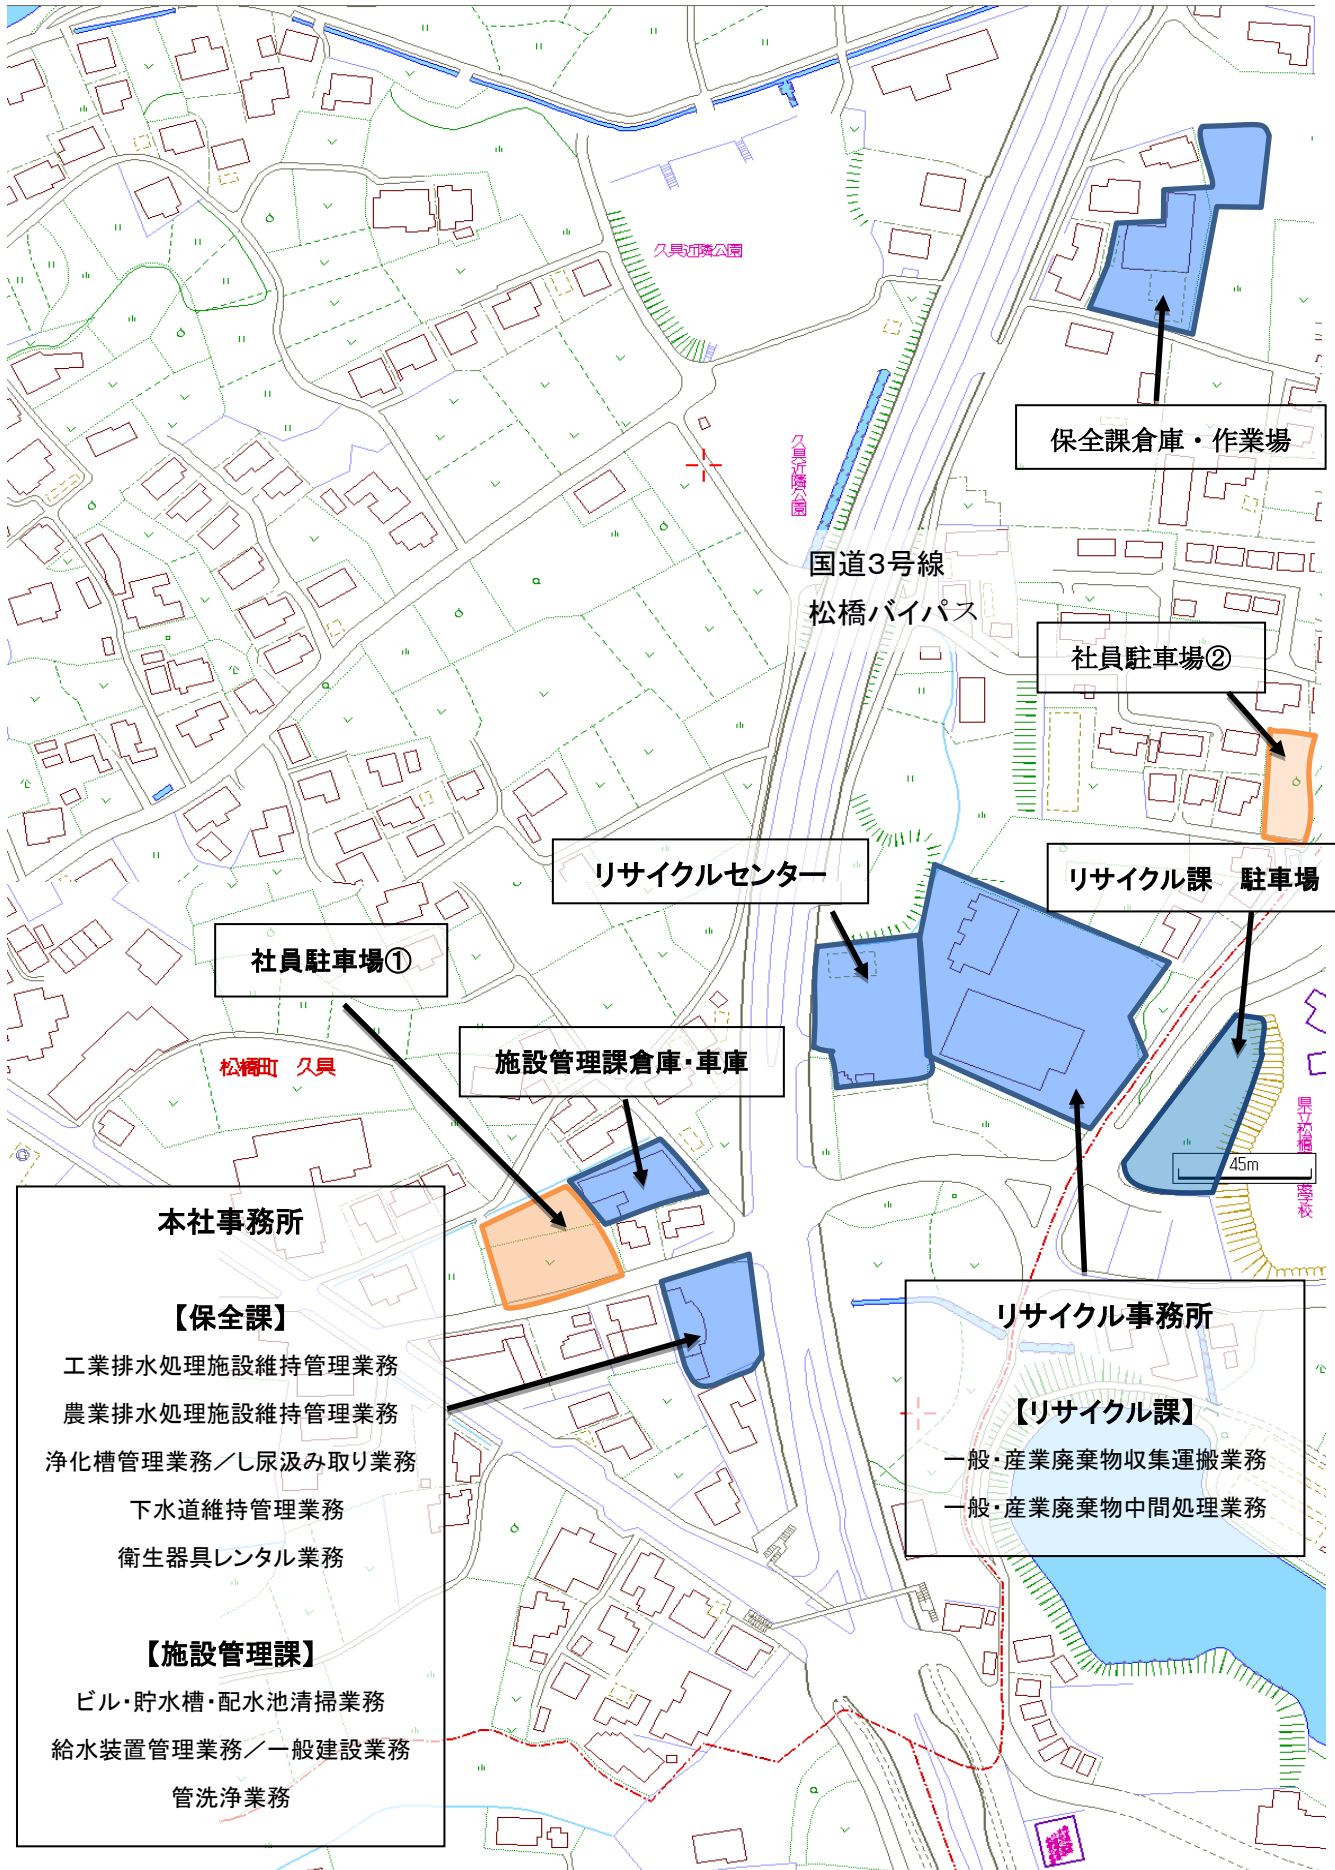 久具近隣公園
保全課倉庫・作業場
久具近隣公園
国道3号線
松橋バイパス
社員駐車場②
リサイクルセンター
リサイクル課　駐車場
社員駐車場①
施設管理課倉庫・車庫
松橋町　久具
45m
本社事務所
【保全課】
工業排水処理施設維持管理業務
農業排水処理施設維持管理業務
浄化槽管理業務／し尿汲み取り業務
下水道維持管理業務
衛生器具レンタル業務
【施設管理課】
ビル・貯水槽・配水池清掃業務
給水装置管理業務／一般建設業務
管洗浄業務
リサイクル事務所
【リサイクル課】
一般・産業廃棄物収集運搬業務
一般・産業廃棄物中間処理業務